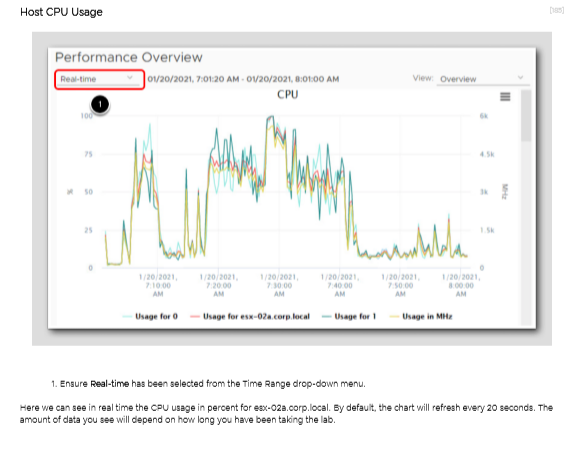 Host CPU Usage
[105]
Performance Overview
Real-time
01/20/2021, 7:01:20 AM - 01/20/2021, 8:01:00 AM
View: Overview
1
CPU
100
75
50
25
0
%
6k
4.5k
3k
1.5k
0
MHz
1/20/2021, 1/20/2021, 1/20/2021, 1/20/2021, 1/20/2021, 1/20/2021,
7:10:00 7:20:00 7:30:00 7:40:00 7:50:00 8:00:00
AM AM AM AM AM AM
Usage for 0 Usage for esx-02a.corp.local Usage for 1 Usage in MHz
1. Ensure Real-time has been selected from the Time Range drop-down menu.
Here we can see in real time the CPU usage in percent for esx-02a.corp.local. By default, the chart will refresh every 20 seconds. The
amount of data you see will depend on how long you have been taking the lab.